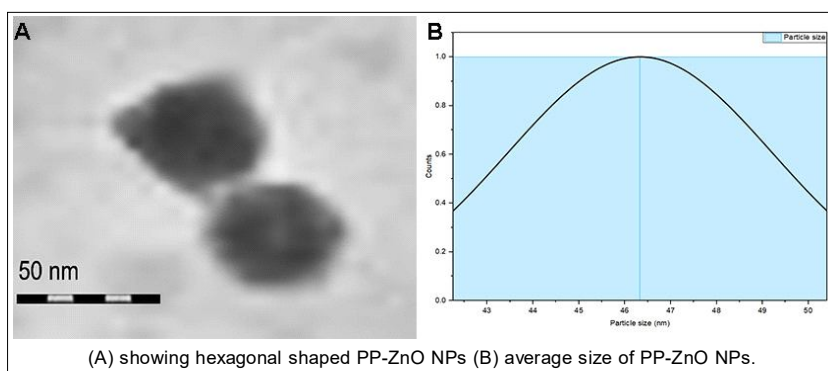 A
50 nm
B
Particle size
1.0
0.8
0.6
0.4
0.2
0.0
Counts
43 44 45 46 47 48 49 50
Particle size (nm)
(A) showing hexagonal shaped PP-ZnO NPs (B) average size of PP-ZnO NPs.